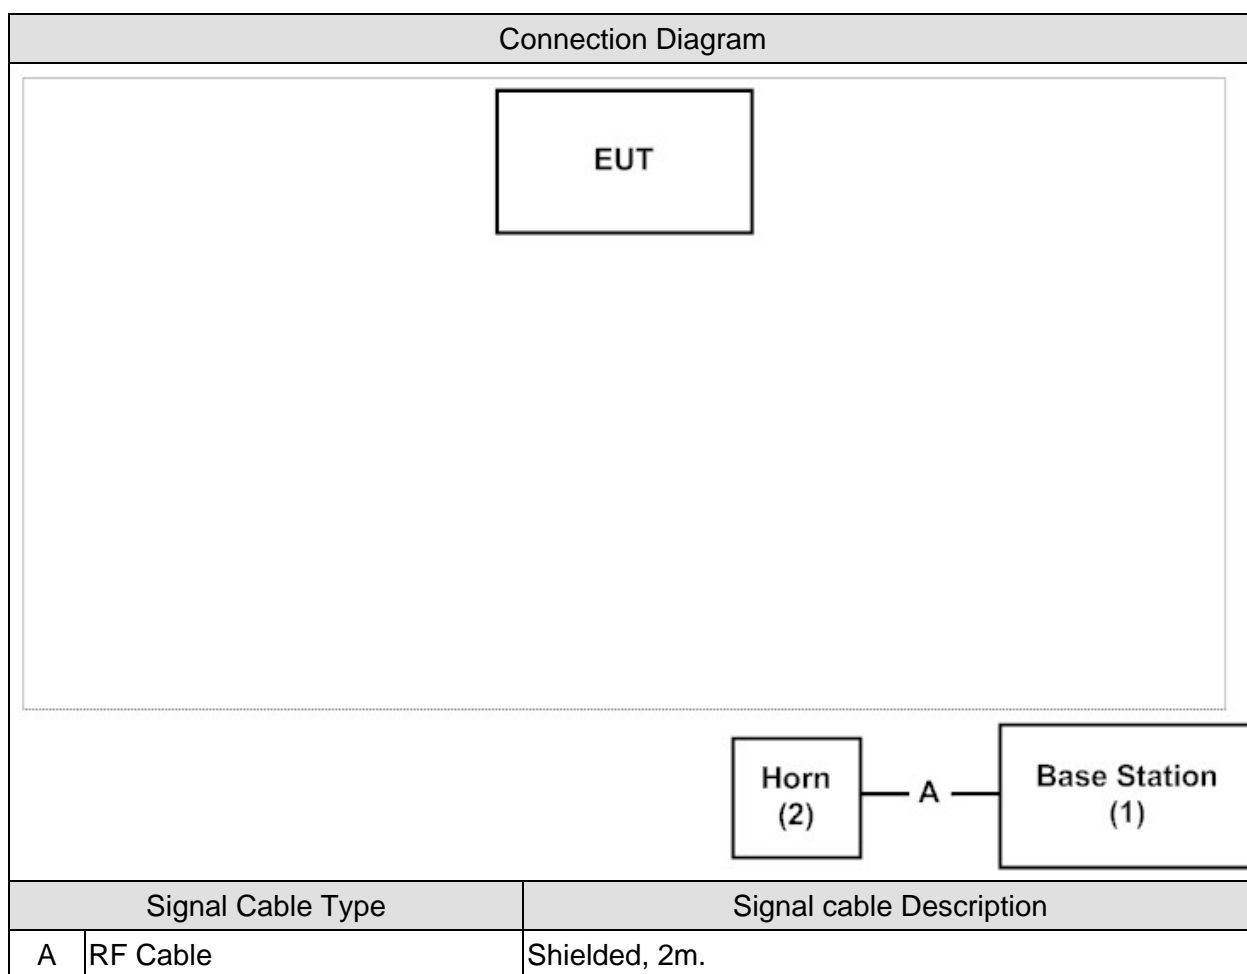 Connection Diagram
EUT
Horn
(2)
A
Base Station
(1)
Signal Cable Type
Signal cable Description
A
RF Cable
Shielded, 2m.